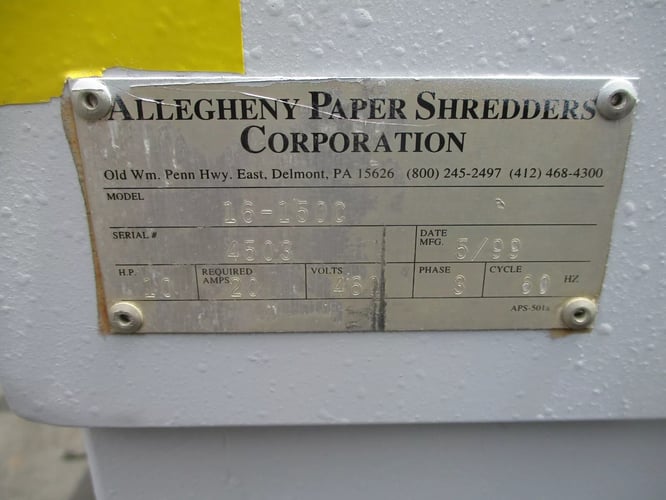 ALLEGHENY PAPER SHREDDERS
CORPORATION
Old Wm. Penn Hwy. East, Delmont, PA 15626 (800) 245-2497 (412) 468-4300
MODEL 16-150C
SERIAL # 4503 DATE MFG. 5/99
H.P. 10 REQUIRED AMPS 20 VOLTS 460 PHASE 3 CYCLE 60 HZ
APS-501a